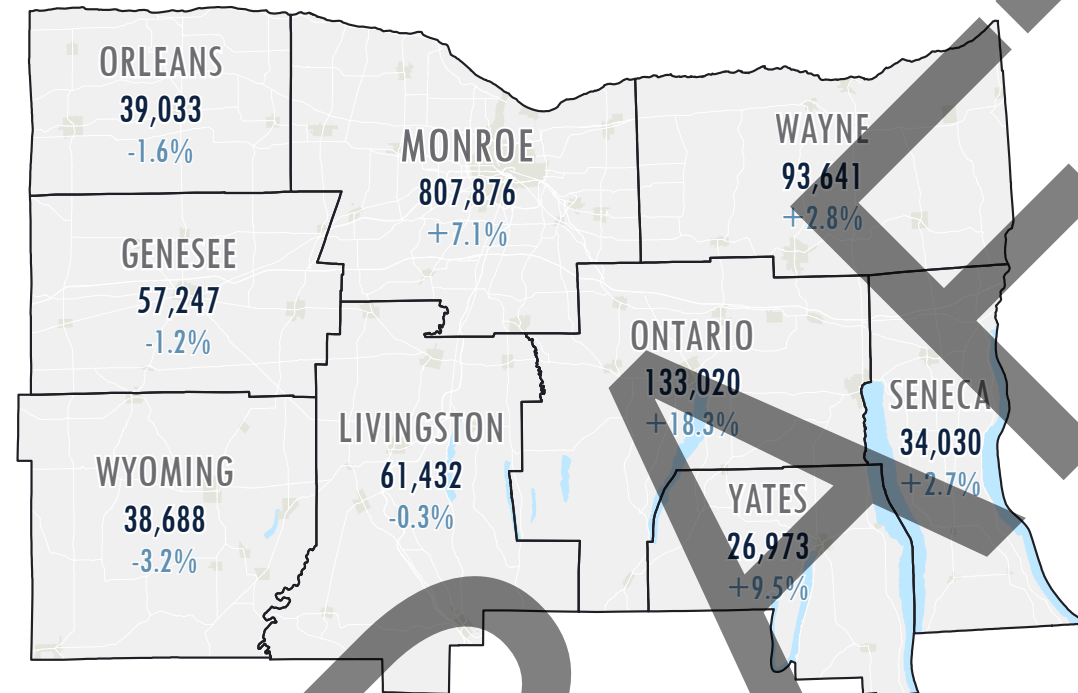 ORLEANS
39,033
-1.6%
MONROE
807,876
+7.1%
WAYNE
93,641
+2.8%
GENESEE
57,247
-1.2%
ONTARIO
133,020
+18.3%
SENECA
34,030
+2.7%
LIVINGSTON
61,432
-0.3%
WYOMING
38,688
-3.2%
YATES
26,973
+9.5%